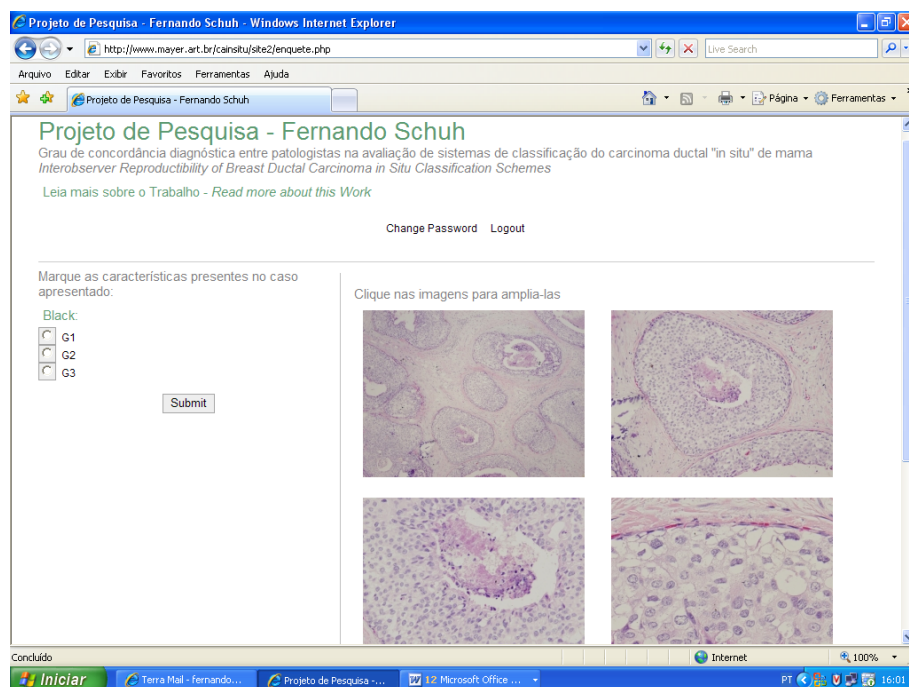 Projeto de Pesquisa - Fernando Schuh - Windows Internet Explorer
http://www.mayer.art.br/cainsitu/site2/enquete.php
Live Search
Arquivo Editar Exibir Favoritos Ferramentas Ajuda
Projeto de Pesquisa - Fernando Schuh
Página
Ferramentas
Projeto de Pesquisa - Fernando Schuh
Grau de concordância diagnóstica entre patologistas na avaliação de sistemas de classificação do carcinoma ductal "in situ" de mama
Interobserver Reproductibility of Breast Ductal Carcinoma in Situ Classification Schemes
Leia mais sobre o Trabalho - Read more about this Work
Change Password Logout
Marque as características presentes no caso
apresentado:
Clique nas imagens para amplia-las
Black:
G1
G2
G3
Submit
Concluído
Internet
100%
Iniciar
Terra Mail - fernando...
Projeto de Pesquisa -...
12 Microsoft Office ...
PT
16:01